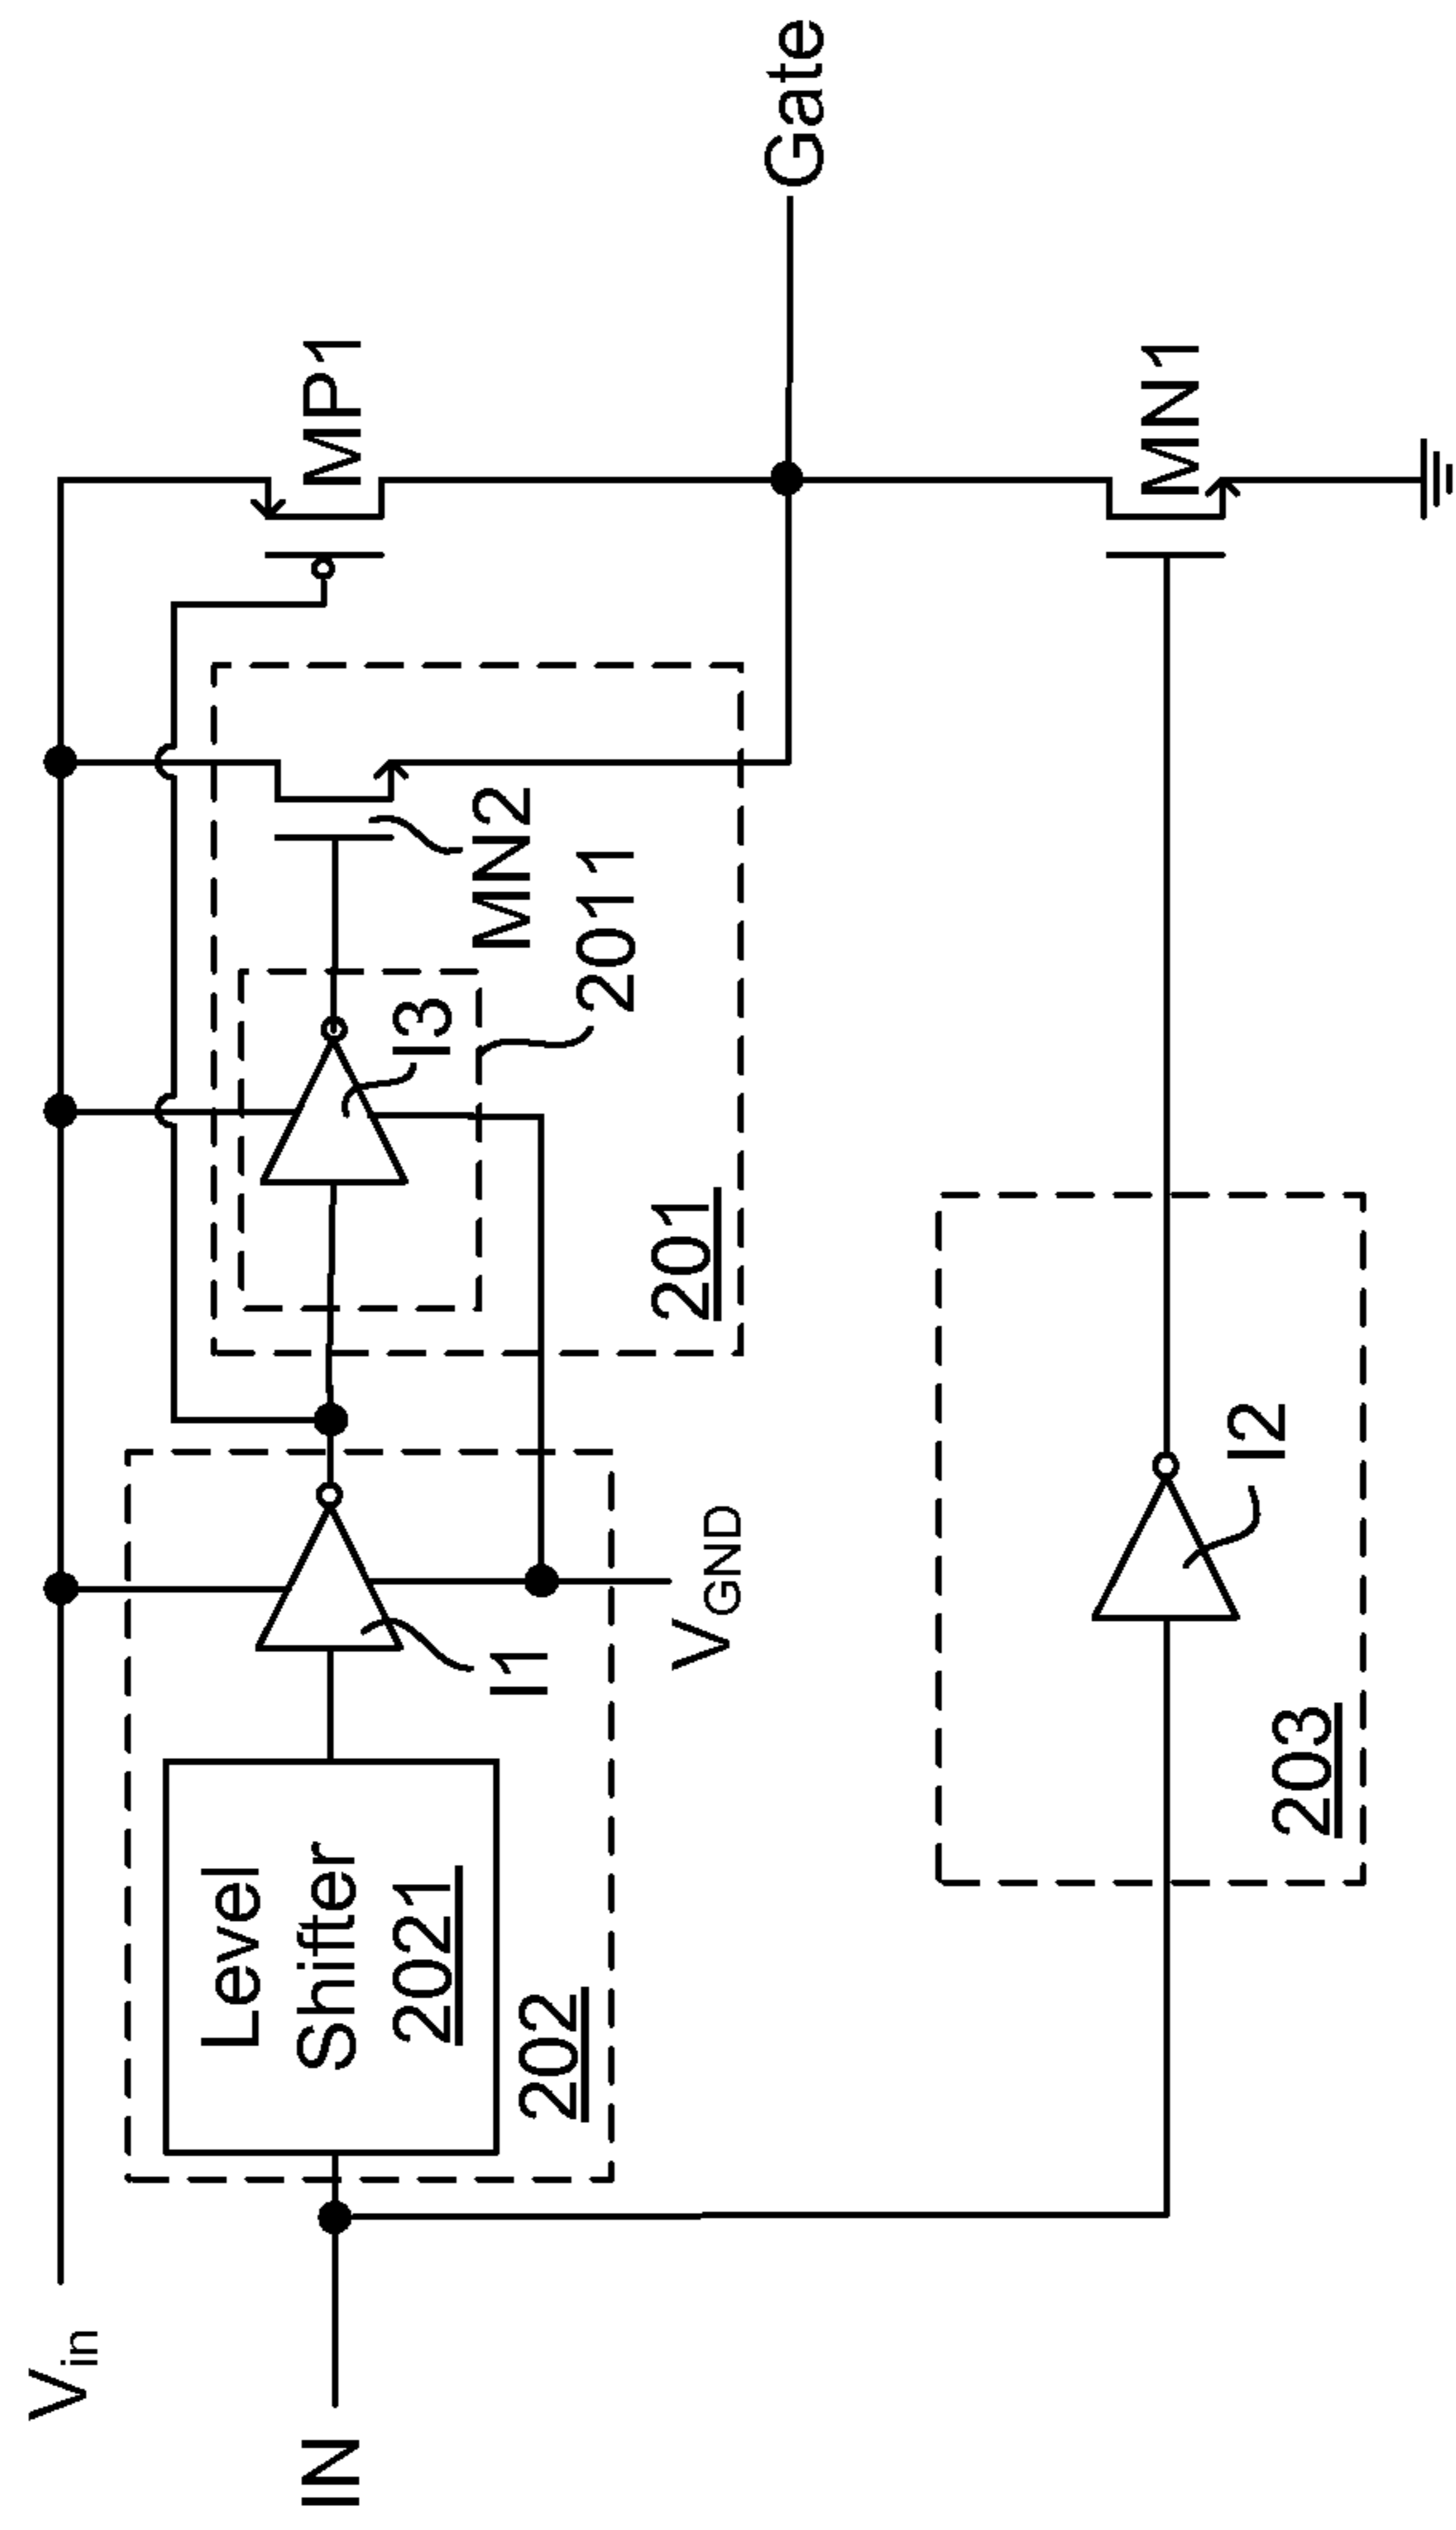 Vin
IN
Level
Shifter
2021
202
I1
VGND
I3
2011
MN2
201
MP1
Gate
I2
203
MN1